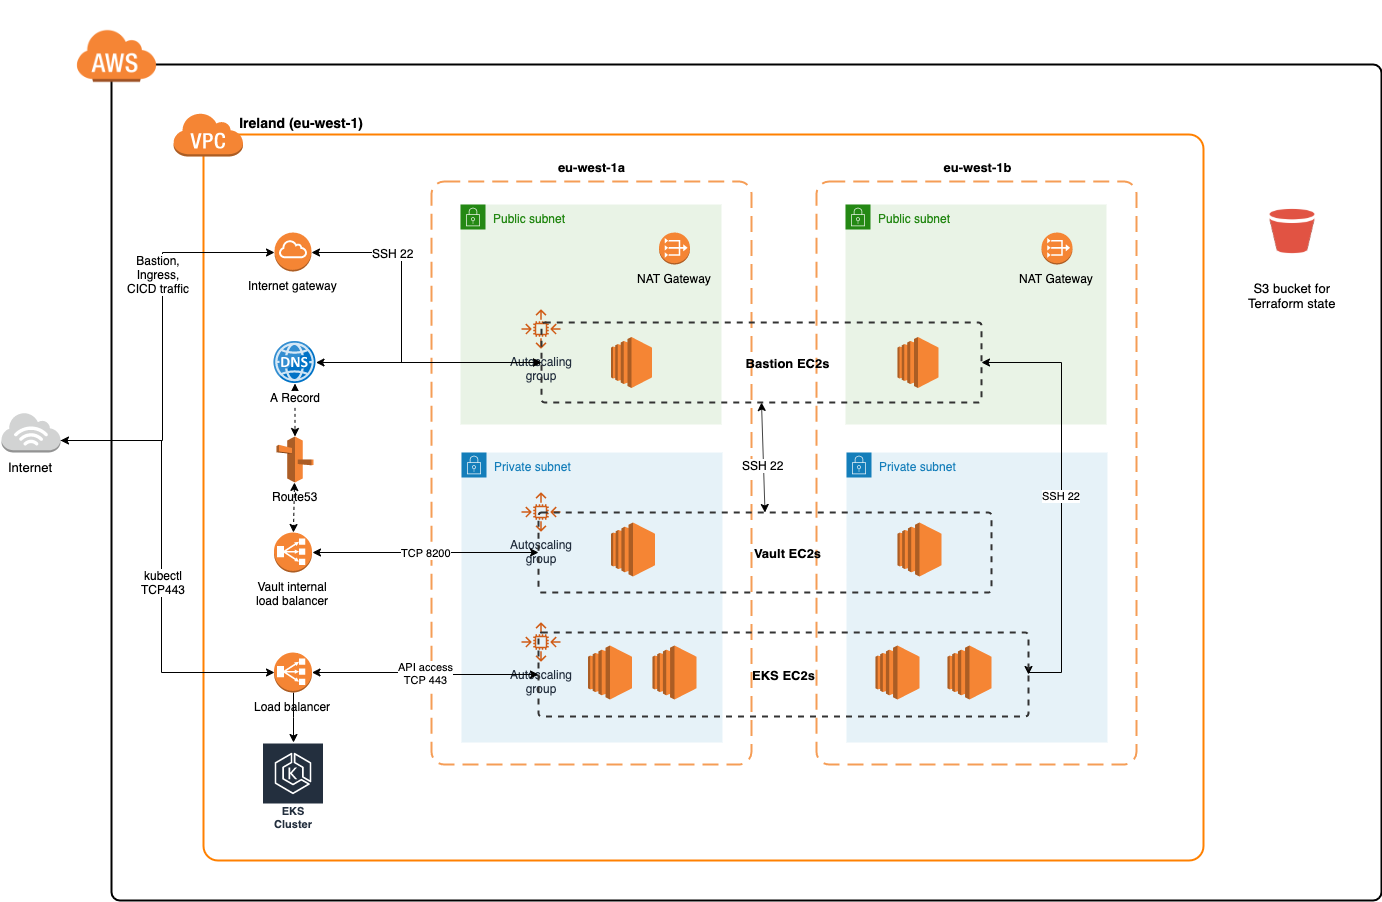 AWS
VPC
Ireland (eu-west-1)
eu-west-1a
eu-west-1b
Public subnet
Public subnet
NAT Gateway
NAT Gateway
Bastion,
Ingress,
CICD traffic
Internet gateway
SSH 22
S3 bucket for
Terraform state
DNS
A Record
Autoscaling
group
Bastion EC2s
Internet
Route53
SSH 22
Private subnet
Private subnet
SSH 22
kubectl
TCP443
Vault internal
load balancer
TCP 8200
Autoscaling
group
Vault EC2s
Load balancer
API access
TCP 443
Autoscaling
group
EKS EC2s
K
EKS
Cluster